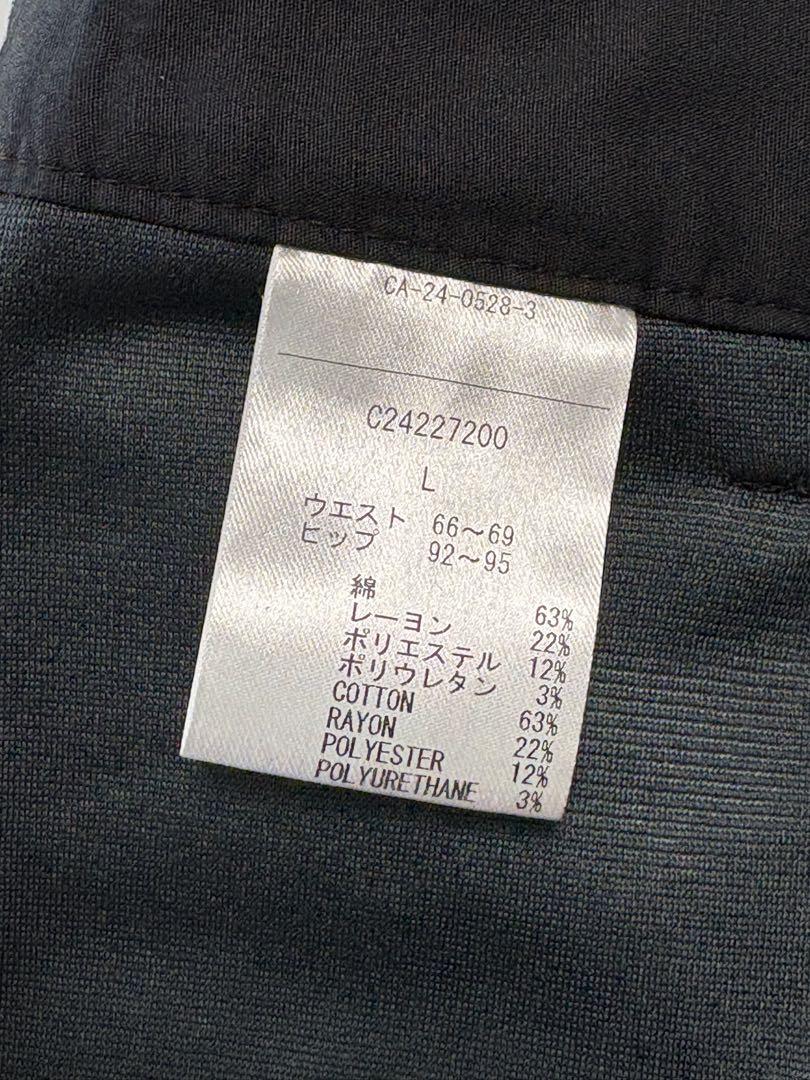 CA-24-0528-3
C24227200
L
ウエスト 66～69
ヒップ 92～95
綿 63%
レーヨン 22%
ポリエステル 12%
ポリウレタン 3%
COTTON 63%
RAYON 22%
POLYESTER 12%
POLYURETHANE 3%